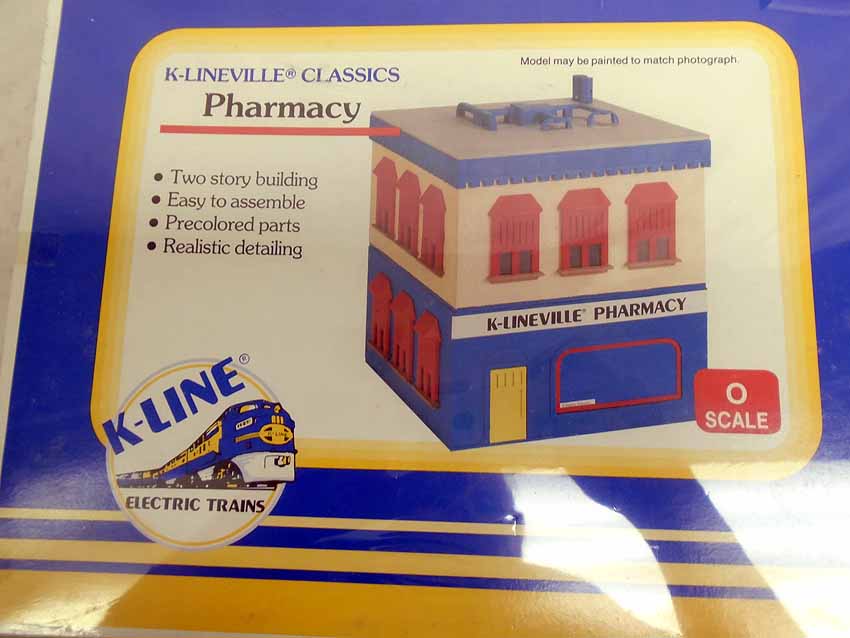 Model may be painted to match photograph.
K-LINEVILLE® CLASSICS
Pharmacy
• Two story building
• Easy to assemble
• Precolored parts
• Realistic detailing
K-LINEVILLE® PHARMACY
O
SCALE
K-LINE®
ELECTRIC TRAINS